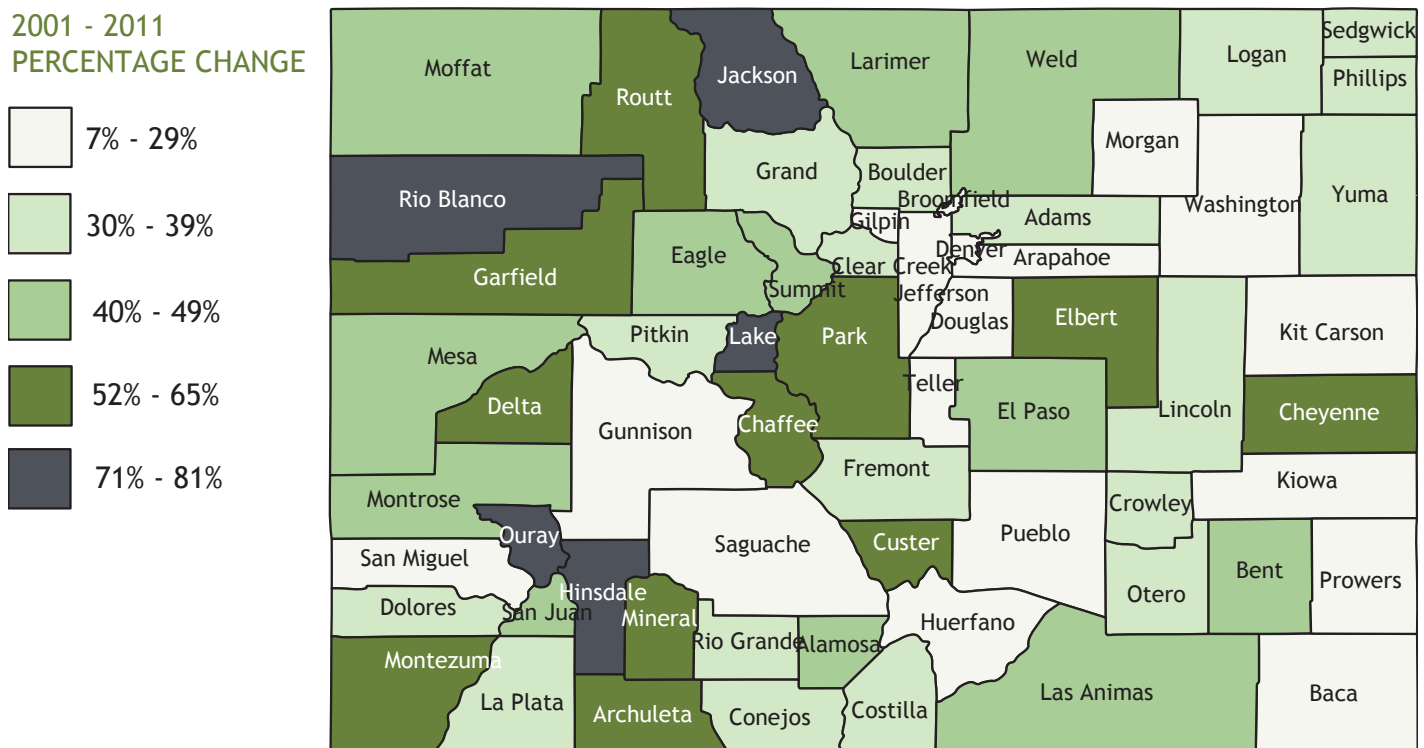 2001 - 2011
PERCENTAGE CHANGE
7% - 29%
30% - 39%
40% - 49%
52% - 65%
71% - 81%
Moffat
Routt
Jackson
Larimer
Weld
Logan
Sedgwick
Phillips
Morgan
Grand
Boulder
Broomfield
Rio Blanco
Washington
Yuma
Gilpin
Adams
Denver
Arapahoe
Eagle
Clear Creek
Garfield
Summit
Jefferson
Douglas
Elbert
Kit Carson
Pitkin
Lake
Park
Mesa
Teller
Delta
Chaffee
El Paso
Lincoln
Cheyenne
Gunnison
Fremont
Kiowa
Montrose
Crowley
Ouray
Saguache
Custer
Pueblo
San Miguel
Bent
Prowers
Hinsdale
Otero
Dolores
San Juan
Mineral
Huerfano
Rio Grande
Alamosa
Montezuma
La Plata
Archuleta
Conejos
Costilla
Las Animas
Baca